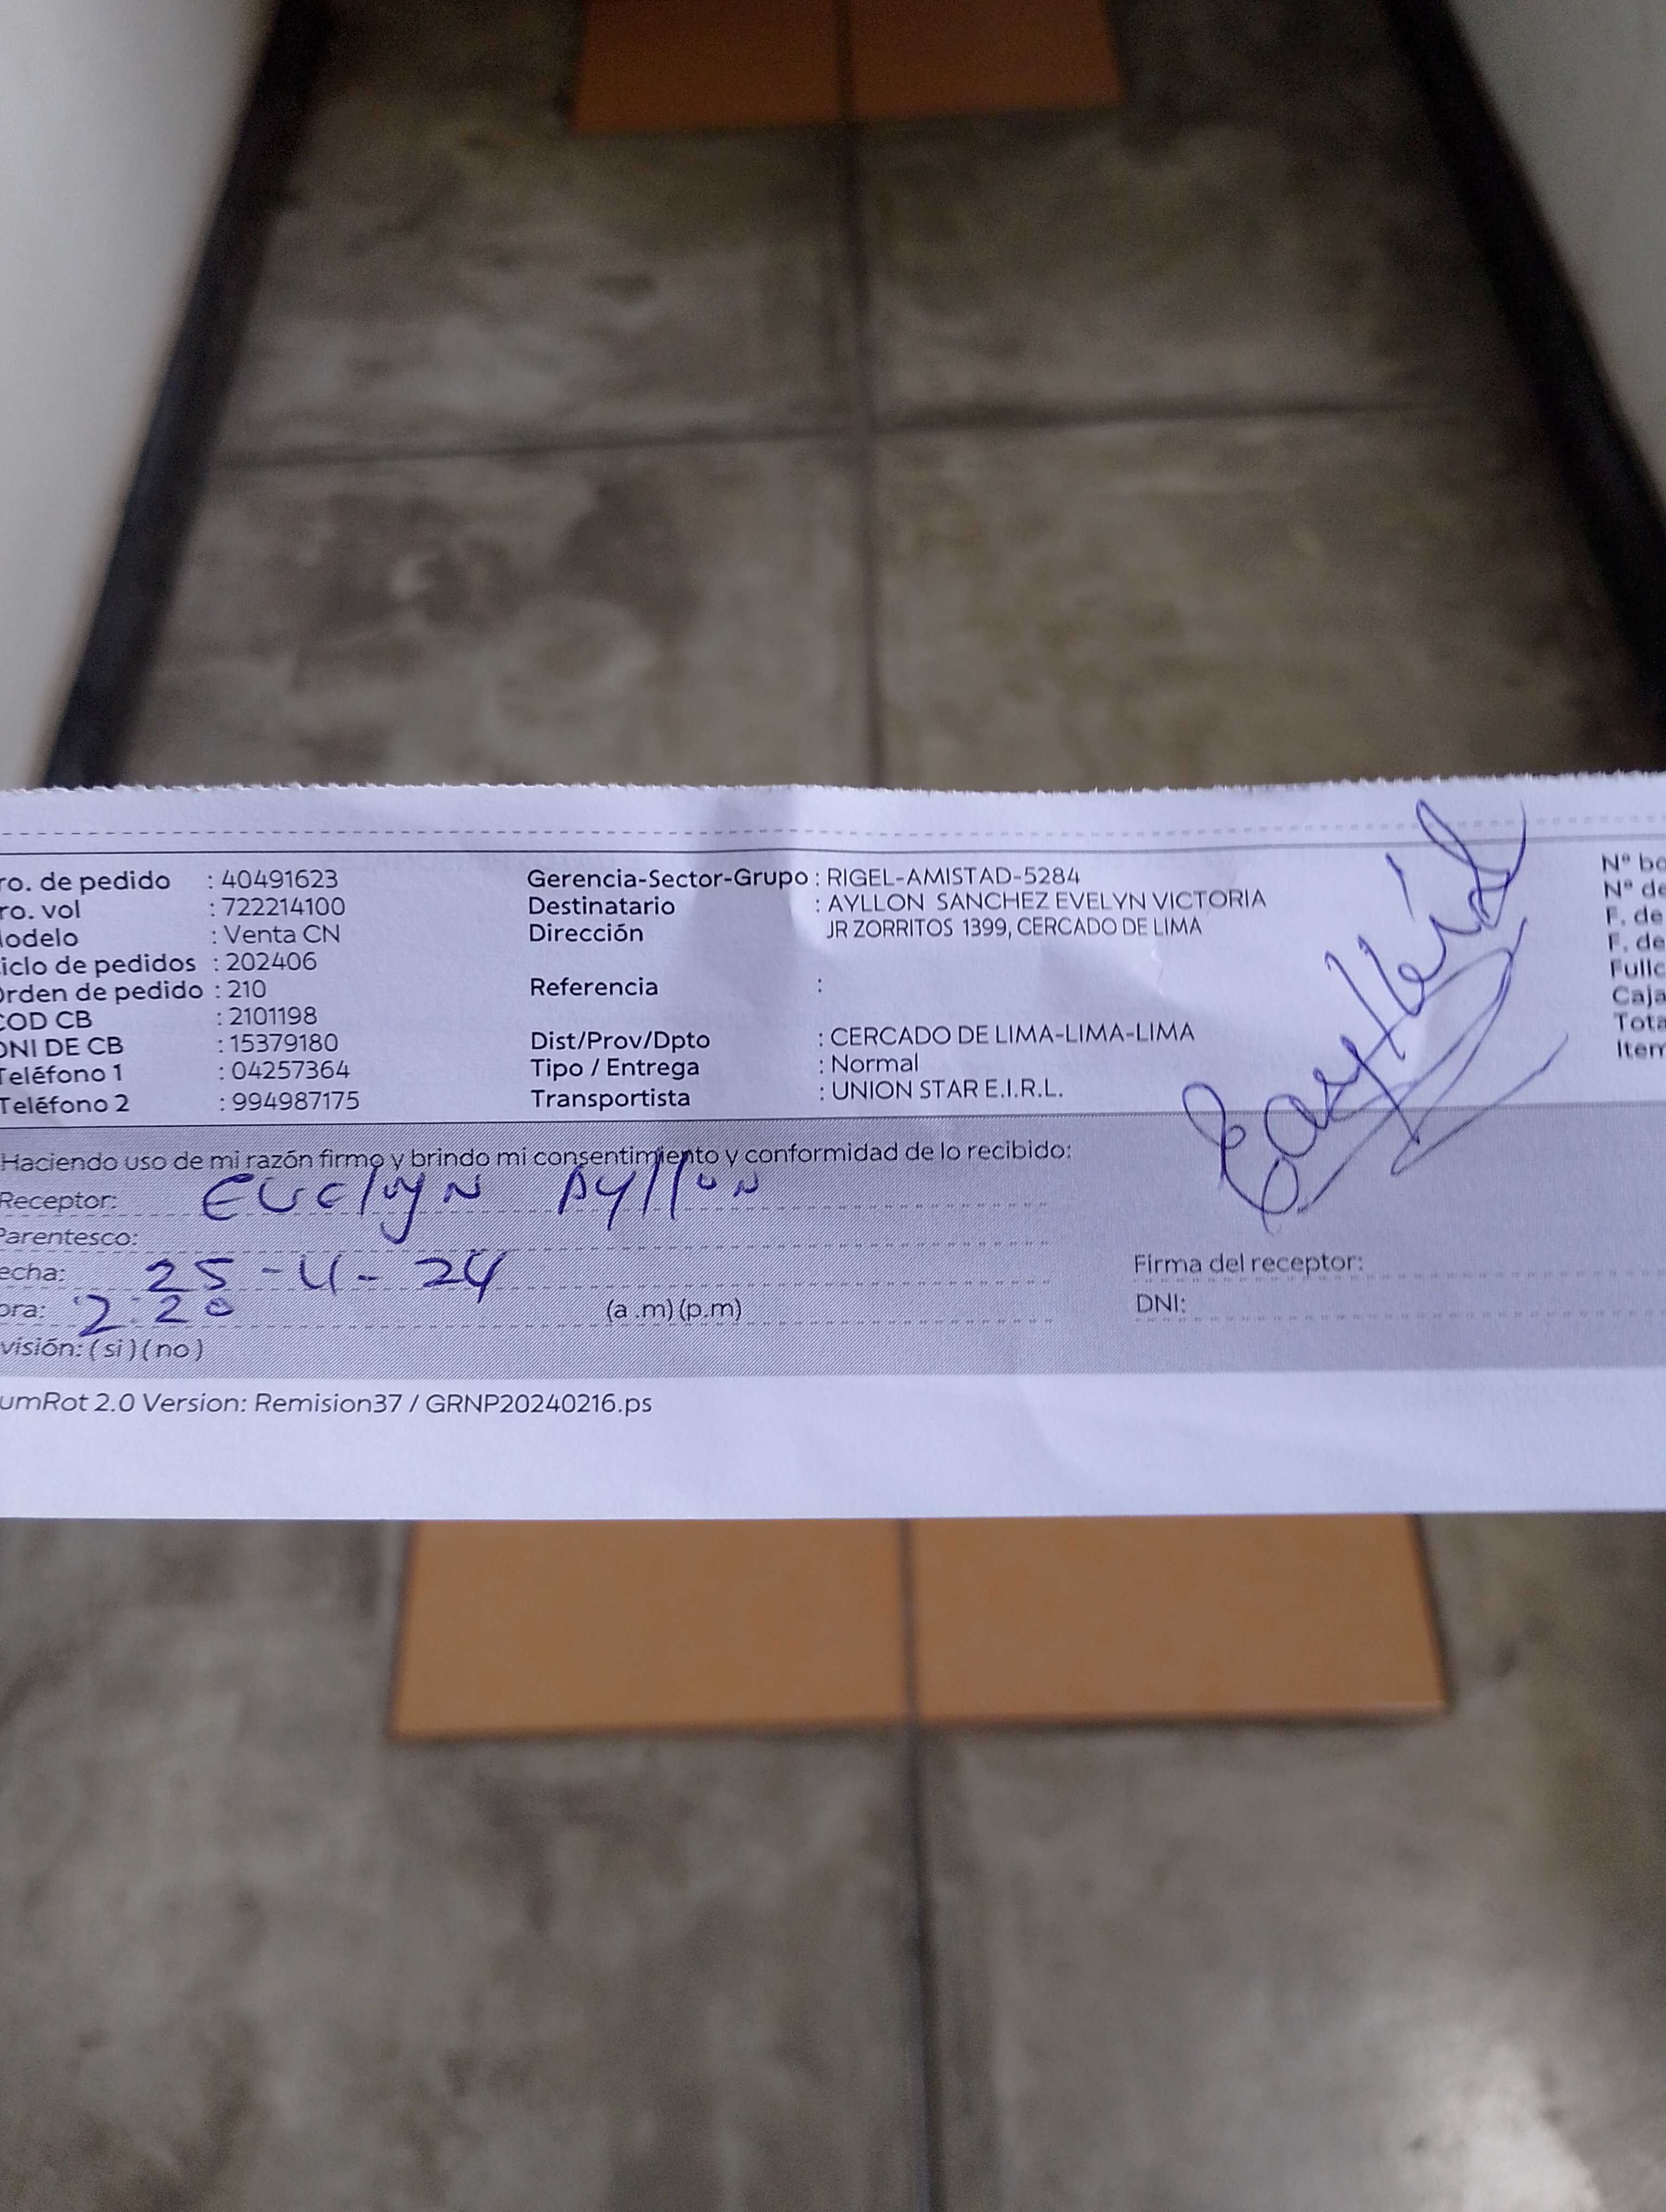 ro. de pedido : 40491623
ro. vol : 722214100
odelo : Venta CN
iclo de pedidos : 202406
rden de pedido : 210
COD CB : 2101198
DNI DE CB : 15379180
Teléfono 1 : 04257364
Teléfono 2 : 994987175
Gerencia-Sector-Grupo : RIGEL-AMISTAD-5284
Destinatario : AYLLON SANCHEZ EVELYN VICTORIA
Dirección JR ZORRITOS 1399, CERCADO DE LIMA
Referencia :
Dist/Prov/Dpto : CERCADO DE LIMA-LIMA-LIMA
Tipo / Entrega : Normal
Transportista : UNION STAR E.I.R.L.
Nº bo
Nº de
F. de
F. de
Fullc
Caja
Tota
Item
Haciendo uso de mi razón firmo y brindo mi consentimiento y conformidad de lo recibido:
Receptor: Evelyn Ayllon
Parentesco:
echa: 25-4-24
ora: 2:20 (a .m) (p.m)
visión: (si) (no)
Firma del receptor:
DNI:
umRot 2.0 Version: Remision37 / GRNP20240216.ps